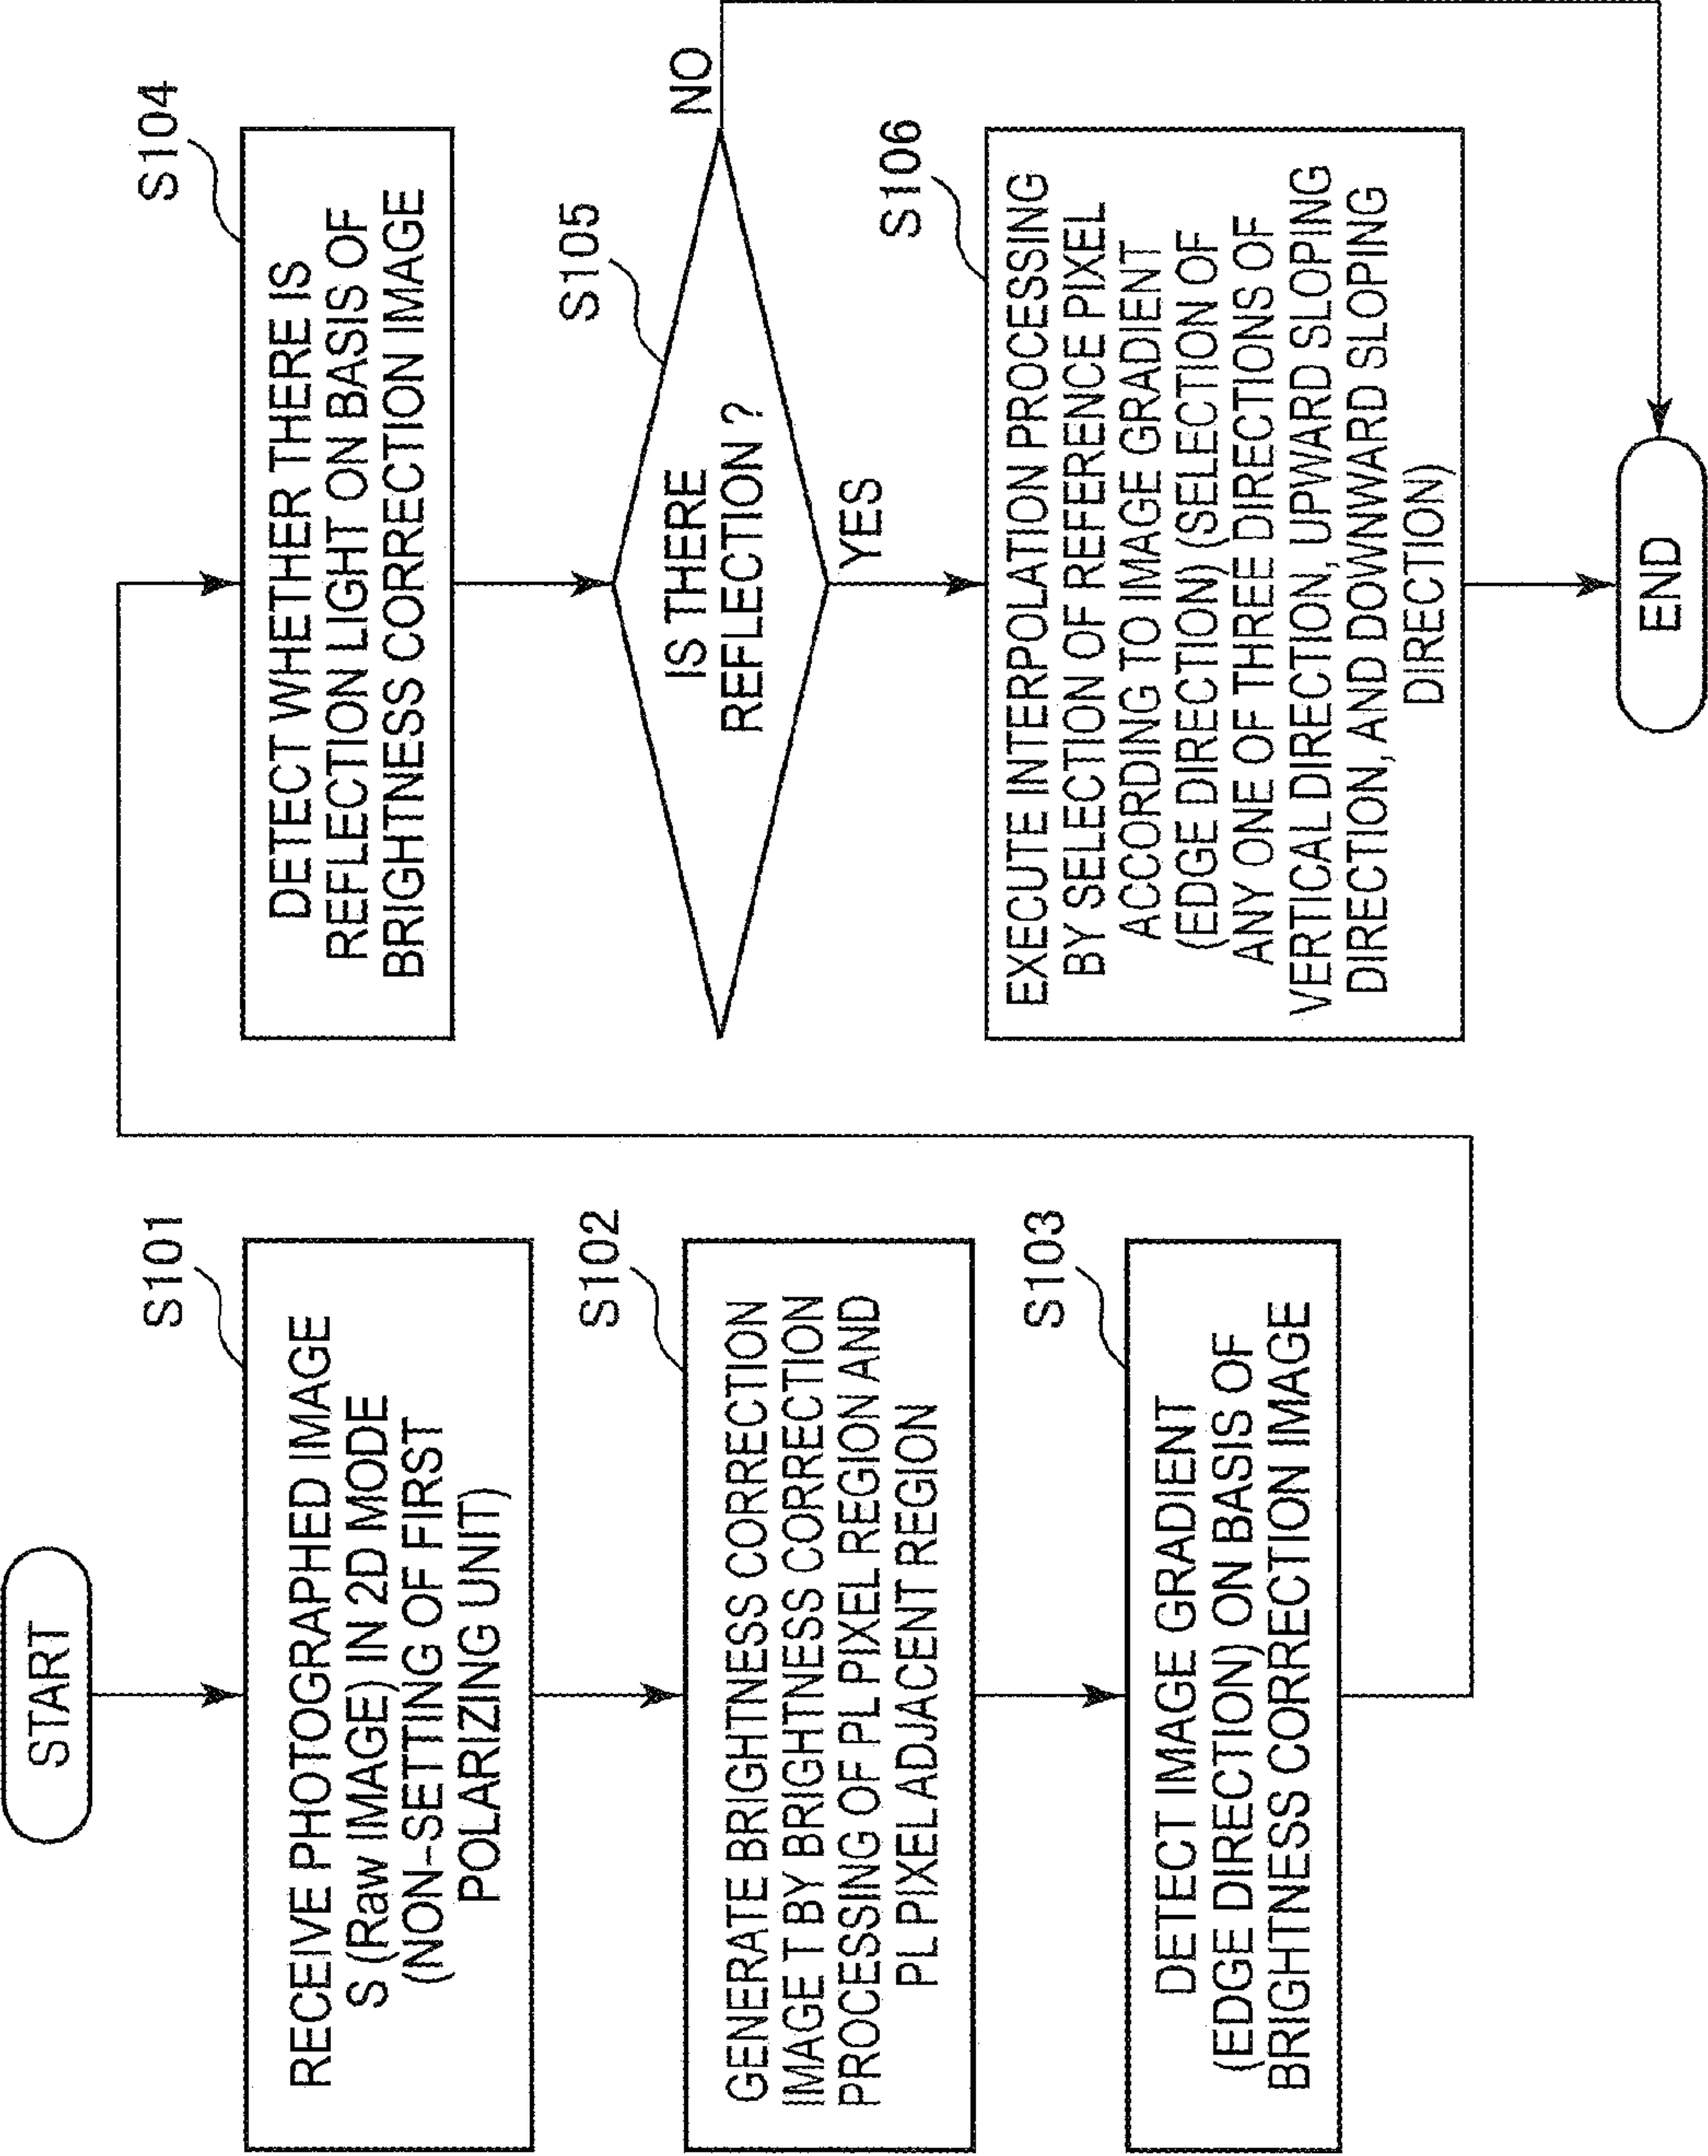 START
S101
RECEIVE PHOTOGRAPHED IMAGE
S (Raw IMAGE) IN 2D MODE
(NON-SETTING OF FIRST
POLARIZING UNIT)
S102
GENERATE BRIGHTNESS CORRECTION
IMAGE T BY BRIGHTNESS CORRECTION
PROCESSING OF PL PIXEL REGION AND
PL PIXEL ADJACENT REGION
S103
DETECT IMAGE GRADIENT
(EDGE DIRECTION) ON BASIS OF
BRIGHTNESS CORRECTION IMAGE
S104
DETECT WHETHER THERE IS
REFLECTION LIGHT ON BASIS OF
BRIGHTNESS CORRECTION IMAGE
S105
IS THERE
REFLECTION ?
NO
YES
S106
EXECUTE INTERPOLATION PROCESSING
BY SELECTION OF REFERENCE PIXEL
ACCORDING TO IMAGE GRADIENT
(EDGE DIRECTION) (SELECTION OF
ANY ONE OF THREE DIRECTIONS OF
VERTICAL DIRECTION, UPWARD SLOPING
DIRECTION, AND DOWNWARD SLOPING
DIRECTION)
END